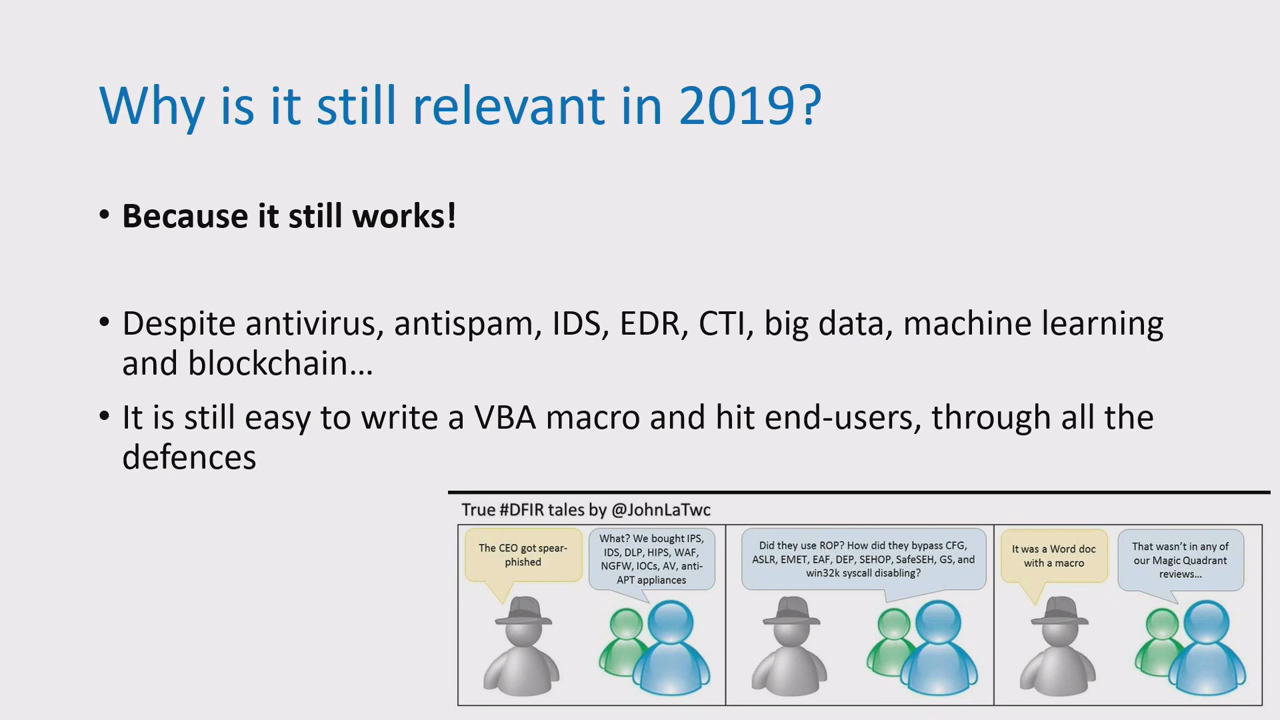 Why is it still relevant in 2019?
• Because it still works!
• Despite antivirus, antispam, IDS, EDR, CTI, big data, machine learning
and blockchain…
• It is still easy to write a VBA macro and hit end-users, through all the
defences
True #DFIR tales by @JohnLaTwc
The CEO got spear-
phished
What? We bought IPS,
IDS, DLP, HIPS, WAF,
NGFW, IOCs, AV, anti-
APT appliances
Did they use ROP? How did they bypass CFG,
ASLR, EMET, EAF, DEP, SEHOP, SafeSEH, GS, and
win32k syscall disabling?
It was a Word doc
with a macro
That wasn't in any of
our Magic Quadrant
reviews…